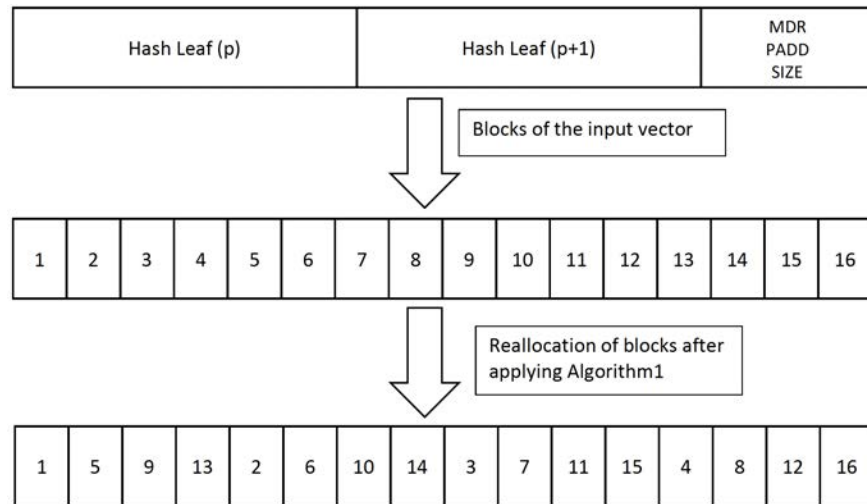 Hash Leaf (p) Hash Leaf (p+1) MDR
PADD
SIZE
Blocks of the input vector
1 2 3 4 5 6 7 8 9 10 11 12 13 14 15 16
Reallocation of blocks after
applying Algorithm1
1 5 9 13 2 6 10 14 3 7 11 15 4 8 12 16